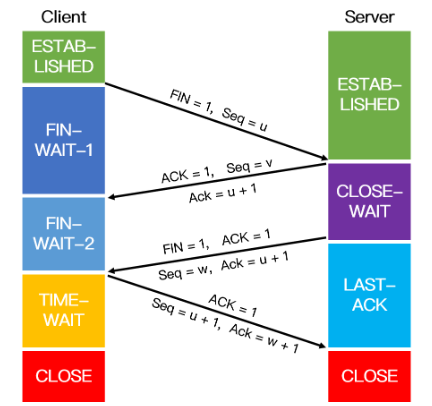 Client
Server
ESTAB–
LISHED
FIN = 1, Seq = u
ESTAB–
LISHED
FIN–
WAIT–1
ACK = 1, Seq = v
Ack = u + 1
CLOSE–
WAIT
FIN–
WAIT–2
FIN = 1, ACK = 1
Seq = w, Ack = u + 1
TIME–
WAIT
ACK = 1
Seq = u + 1, Ack = w + 1
LAST–
ACK
CLOSE
CLOSE